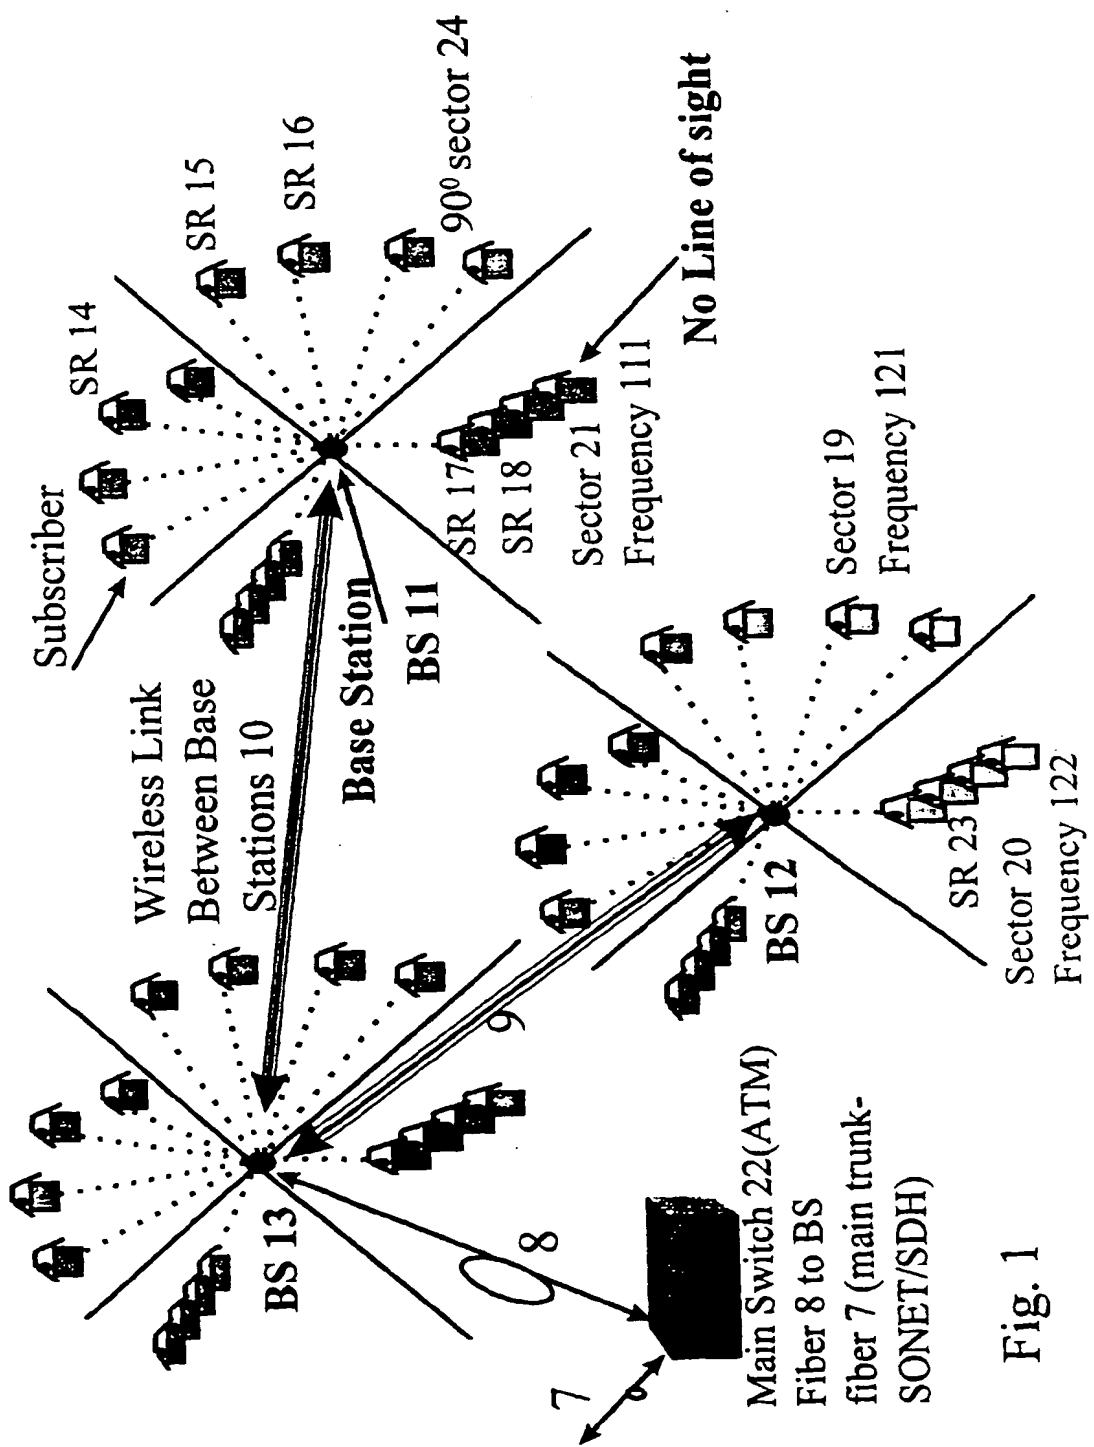 Subscriber
SR 14
SR 15
SR 16
90⁰ sector 24
Wireless Link
Between Base
Stations 10
Base Station
BS 11
SR 17
SR 18
Sector 21
Frequency 111
No Line of sight
BS 13
9
BS 12
Sector 19
Frequency 121
SR 23
Sector 20
Frequency 122
8
7
Main Switch 22(ATM)
Fiber 8 to BS
fiber 7 (main trunk-
SONET/SDH)
Fig. 1